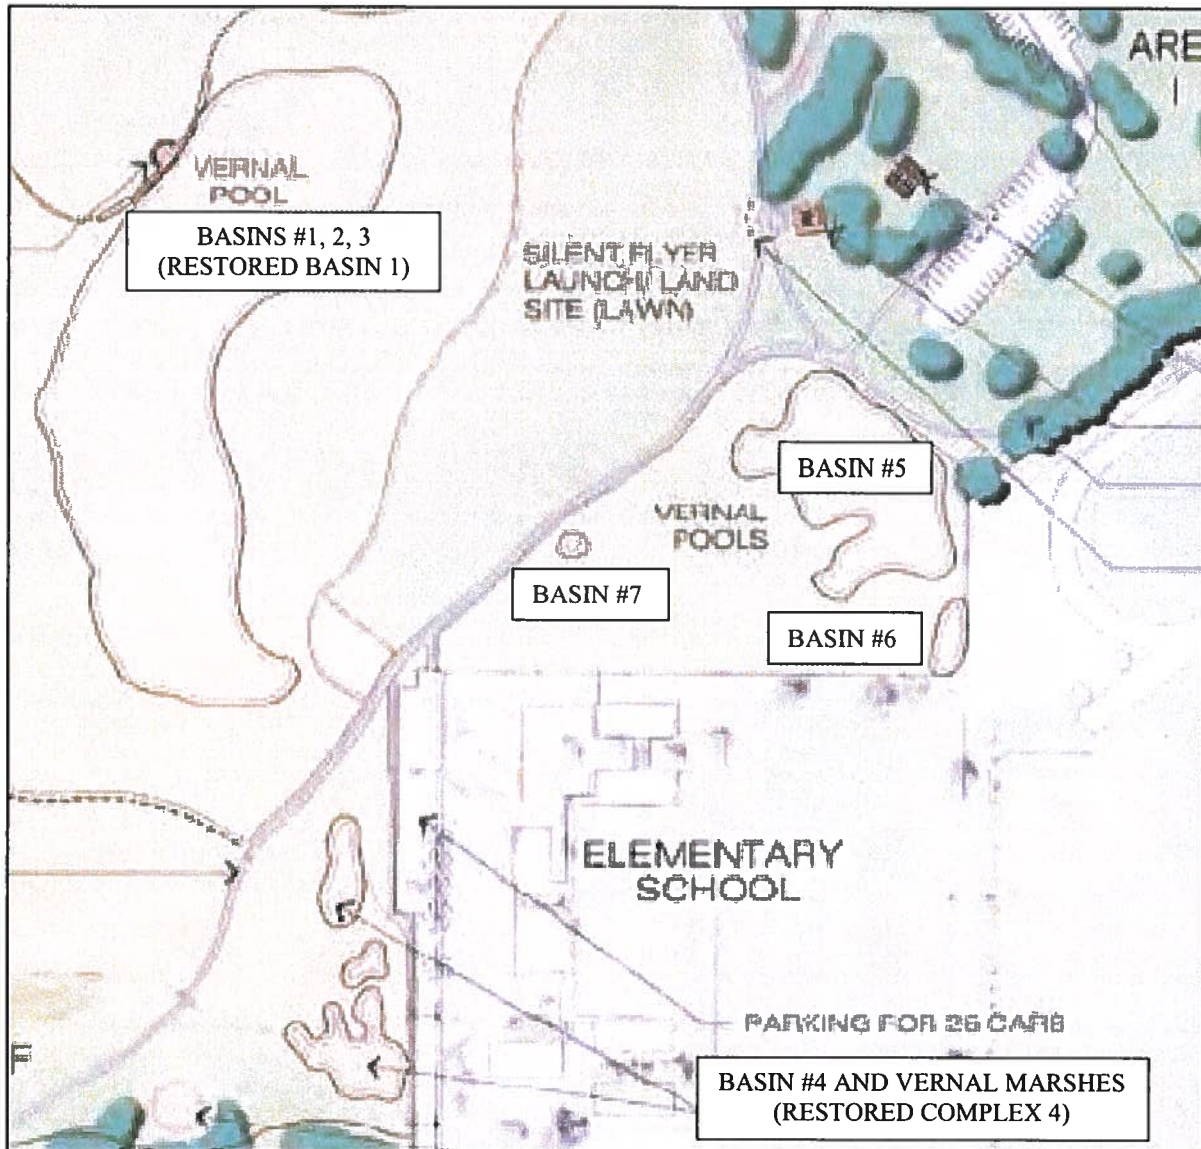 ARE
I
VERNAL
POOL
BASINS #1, 2, 3
(RESTORED BASIN 1)
SILENT FLYER
LAUNCH/ LAND
SITE (LAWN)
BASIN #5
VERNAL
POOLS
BASIN #7
BASIN #6
ELEMENTARY
SCHOOL
PARKING FOR 26 CARS
F
BASIN #4 AND VERNAL MARSHES
(RESTORED COMPLEX 4)